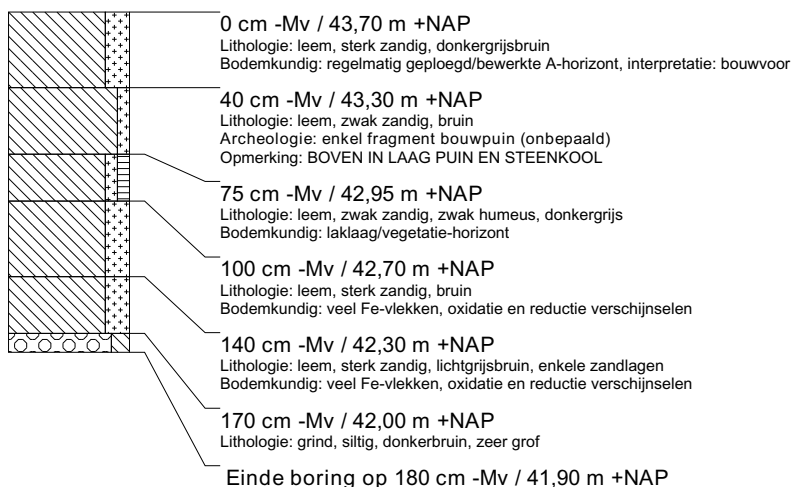 0 cm -Mv / 43,70 m +NAP
Lithologie: leem, sterk zandig, donkergrijsbruin
Bodemkundig: regelmatig geploegd/bewerkte A-horizont, interpretatie: bouwvoor
40 cm -Mv / 43,30 m +NAP
Lithologie: leem, zwak zandig, bruin
Archeologie: enkel fragment bouwpuin (onbepaald)
Opmerking: BOVEN IN LAAG PUIN EN STEENKOOL
75 cm -Mv / 42,95 m +NAP
Lithologie: leem, zwak zandig, zwak humeus, donkergrijs
Bodemkundig: laklaag/vegetatie-horizont
100 cm -Mv / 42,70 m +NAP
Lithologie: leem, sterk zandig, bruin
Bodemkundig: veel Fe-vlekken, oxidatie en reductie verschijnselen
140 cm -Mv / 42,30 m +NAP
Lithologie: leem, sterk zandig, lichtgrijsbruin, enkele zandlagen
Bodemkundig: veel Fe-vlekken, oxidatie en reductie verschijnselen
170 cm -Mv / 42,00 m +NAP
Lithologie: grind, siltig, donkerbruin, zeer grof
Einde boring op 180 cm -Mv / 41,90 m +NAP